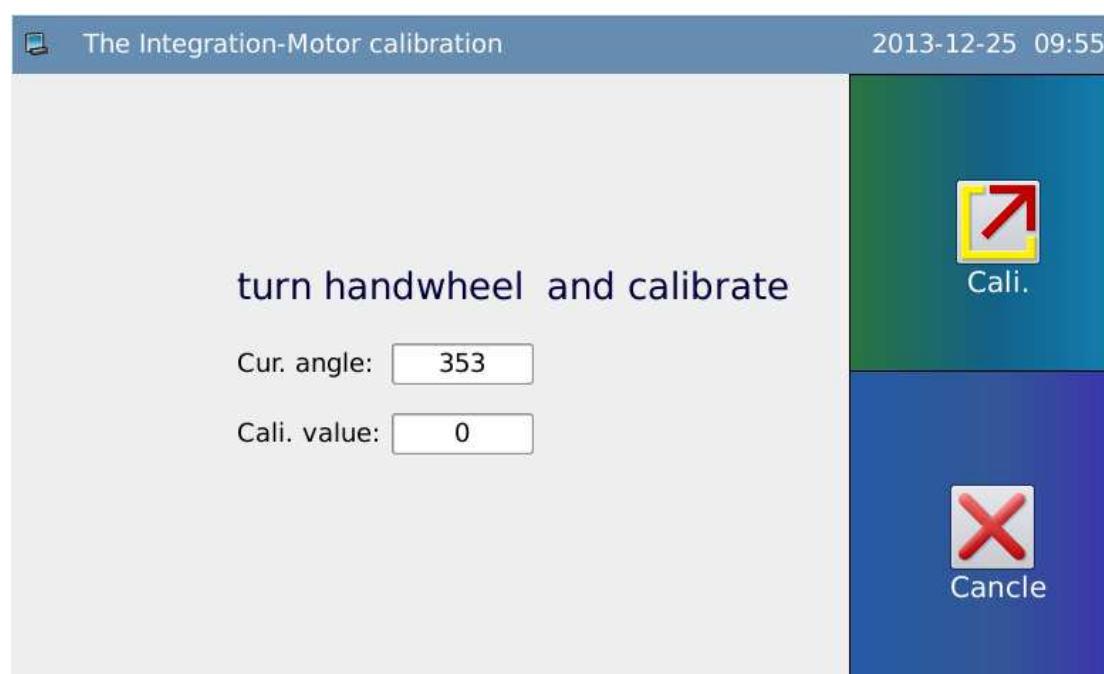 The Integration-Motor calibration 2013-12-25 09:55
turn handwheel and calibrate
Cur. angle: 353
Cali. value: 0
Cali.
Cancle